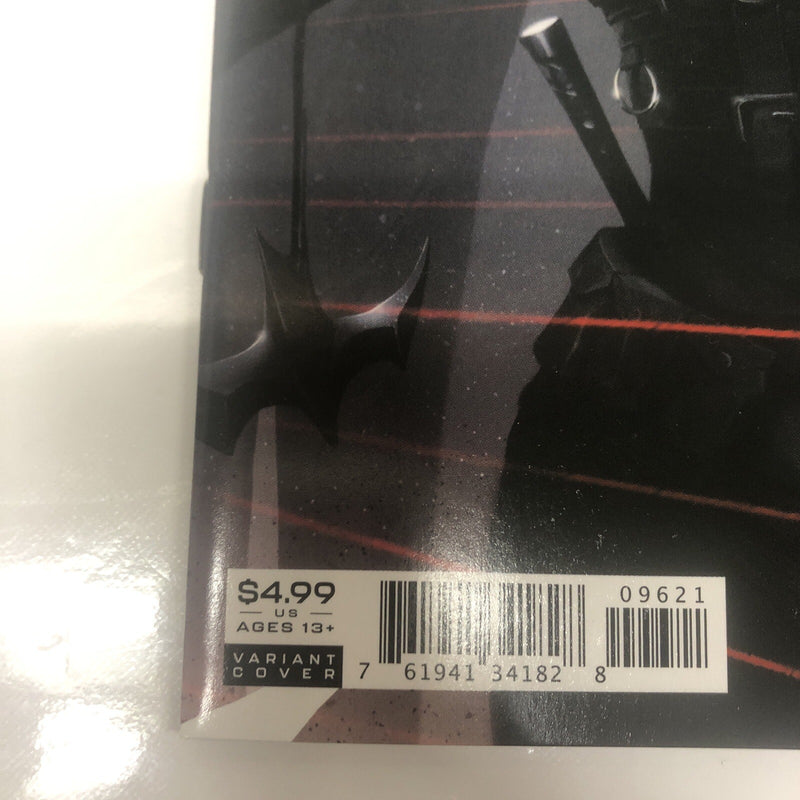 $4.99
US
AGES 13+
VARIANT
COVER
09621
7 61941 34182 8